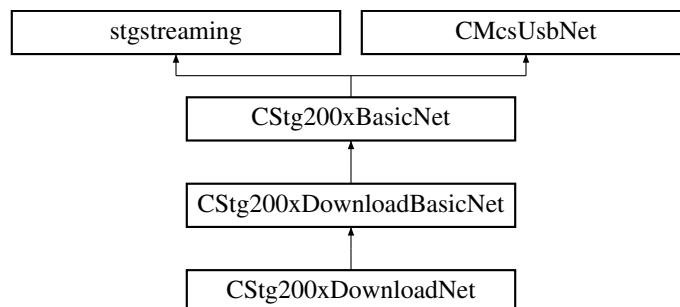 stgstreaming
CMcsUsbNet
CStg200xBasicNet
CStg200xDownloadBasicNet
CStg200xDownloadNet